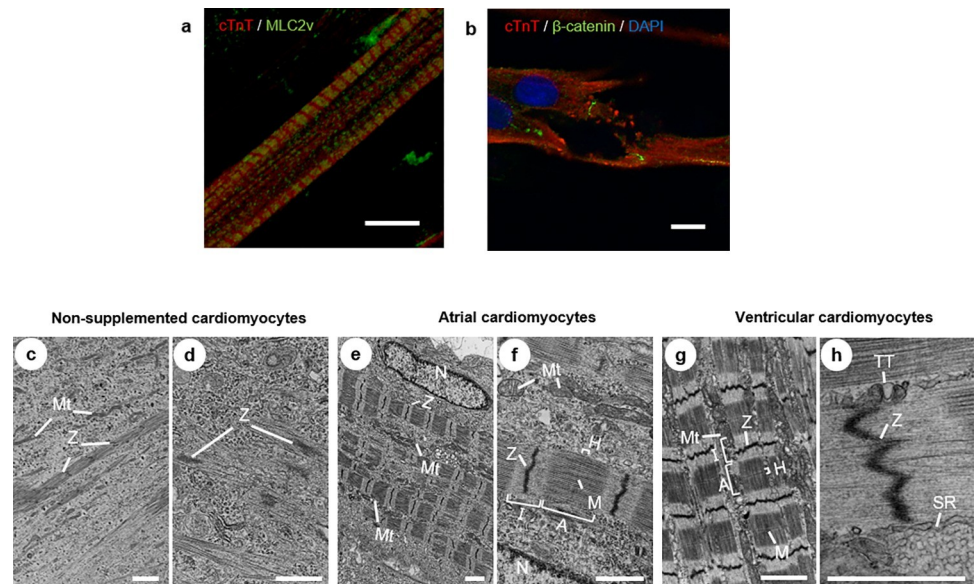 a
cTnT / MLC2v
b
cTnT / β-catenin / DAPI
Non-supplemented cardiomyocytes
Atrial cardiomyocytes
Ventricular cardiomyocytes
c
Mt
Z
d
Z
e
N
Z
Mt
Mt
f
Mt
H
Z
M
I
A
N
g
Mt
Z
I
H
A
M
h
TT
Z
SR